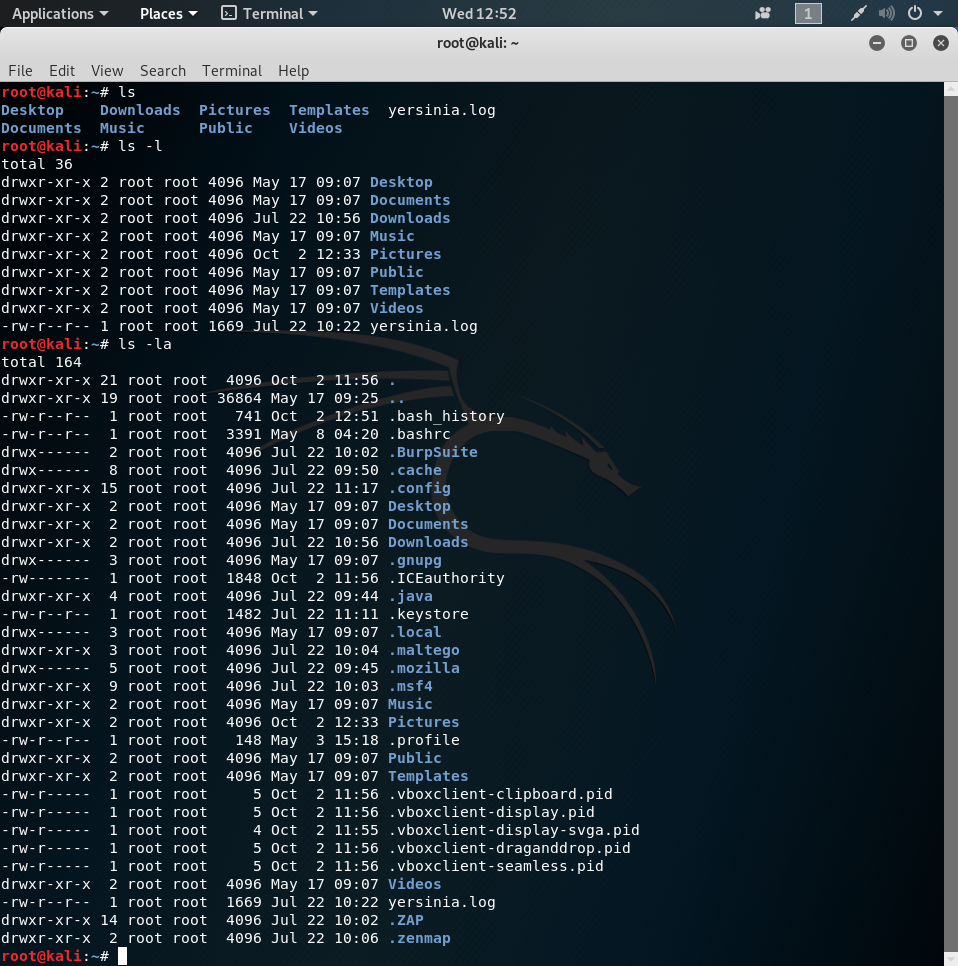 Applications Places Terminal Wed 12:52 1
root@kali: ~
File Edit View Search Terminal Help
root@kali:~# ls
Desktop    Downloads  Pictures  Templates  yersinia.log
Documents  Music      Public    Videos
root@kali:~# ls -l
total 36
drwxr-xr-x 2 root root 4096 May 17 09:07 Desktop
drwxr-xr-x 2 root root 4096 May 17 09:07 Documents
drwxr-xr-x 2 root root 4096 Jul 22 10:56 Downloads
drwxr-xr-x 2 root root 4096 May 17 09:07 Music
drwxr-xr-x 2 root root 4096 Oct  2 12:33 Pictures
drwxr-xr-x 2 root root 4096 May 17 09:07 Public
drwxr-xr-x 2 root root 4096 May 17 09:07 Templates
drwxr-xr-x 2 root root 4096 May 17 09:07 Videos
-rw-r--r-- 1 root root 1669 Jul 22 10:22 yersinia.log
root@kali:~# ls -la
total 164
drwxr-xr-x 21 root root  4096 Oct  2 11:56 .
drwxr-xr-x 19 root root 36864 May 17 09:25 ..
-rw-r--r--  1 root root   741 Oct  2 12:51 .bash_history
-rw-r--r--  1 root root  3391 May  8 04:20 .bashrc
drwx------  2 root root  4096 Jul 22 10:02 .BurpSuite
drwx------  8 root root  4096 Jul 22 09:50 .cache
drwxr-xr-x 15 root root  4096 Jul 22 11:17 .config
drwxr-xr-x  2 root root  4096 May 17 09:07 Desktop
drwxr-xr-x  2 root root  4096 May 17 09:07 Documents
drwxr-xr-x  2 root root  4096 Jul 22 10:56 Downloads
drwx------  3 root root  4096 May 17 09:07 .gnupg
-rw-------  1 root root  1848 Oct  2 11:56 .ICEauthority
drwxr-xr-x  4 root root  4096 Jul 22 09:44 .java
-rw-r--r--  1 root root  1482 Jul 22 11:11 .keystore
drwx------  3 root root  4096 May 17 09:07 .local
drwxr-xr-x  3 root root  4096 Jul 22 10:04 .maltego
drwx------  5 root root  4096 Jul 22 09:45 .mozilla
drwxr-xr-x  9 root root  4096 Jul 22 10:03 .msf4
drwxr-xr-x  2 root root  4096 May 17 09:07 Music
drwxr-xr-x  2 root root  4096 Oct  2 12:33 Pictures
-rw-r--r--  1 root root   148 May  3 15:18 .profile
drwxr-xr-x  2 root root  4096 May 17 09:07 Public
drwxr-xr-x  2 root root  4096 May 17 09:07 Templates
-rw-r-----  1 root root     5 Oct  2 11:56 .vboxclient-clipboard.pid
-rw-r-----  1 root root     5 Oct  2 11:56 .vboxclient-display.pid
-rw-r-----  1 root root     4 Oct  2 11:55 .vboxclient-display-svga.pid
-rw-r-----  1 root root     5 Oct  2 11:56 .vboxclient-draganddrop.pid
-rw-r-----  1 root root     5 Oct  2 11:56 .vboxclient-seamless.pid
drwxr-xr-x  2 root root  4096 May 17 09:07 Videos
-rw-r--r--  1 root root  1669 Jul 22 10:22 yersinia.log
drwxr-xr-x 14 root root  4096 Jul 22 10:02 .ZAP
drwxr-xr-x  2 root root  4096 Jul 22 10:06 .zenmap
root@kali:~#